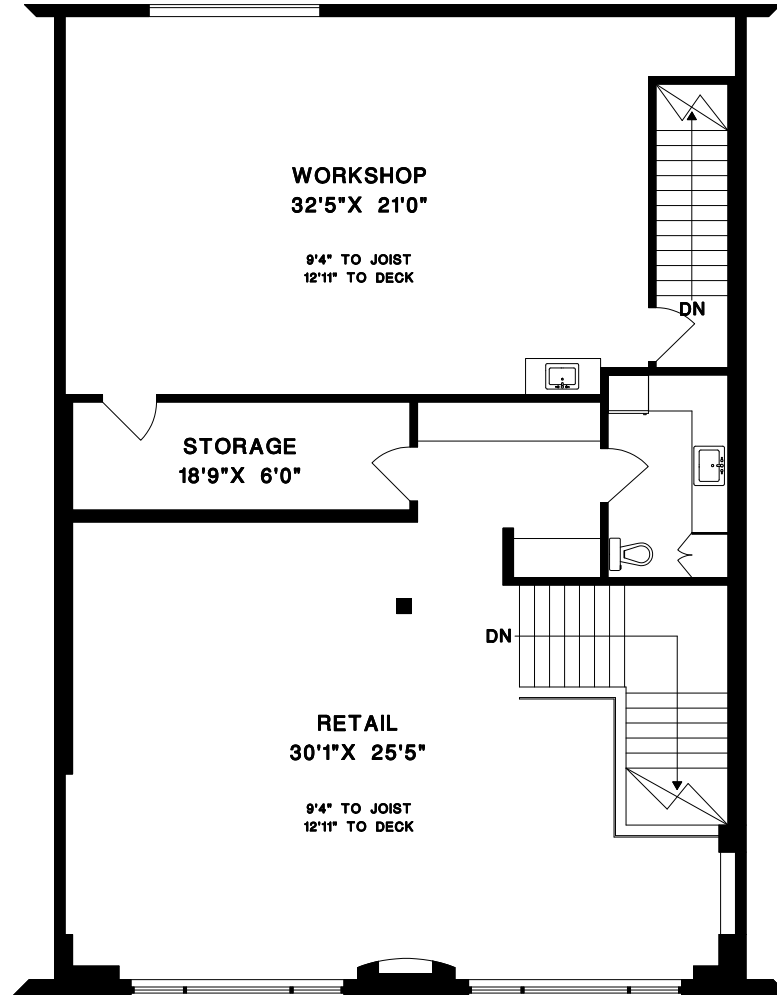 WORKSHOP
32'5"X 21'0"
9'4" TO JOIST
12'11" TO DECK
DN
STORAGE
18'9"X 6'0"
DN
RETAIL
30'1"X 25'5"
9'4" TO JOIST
12'11" TO DECK